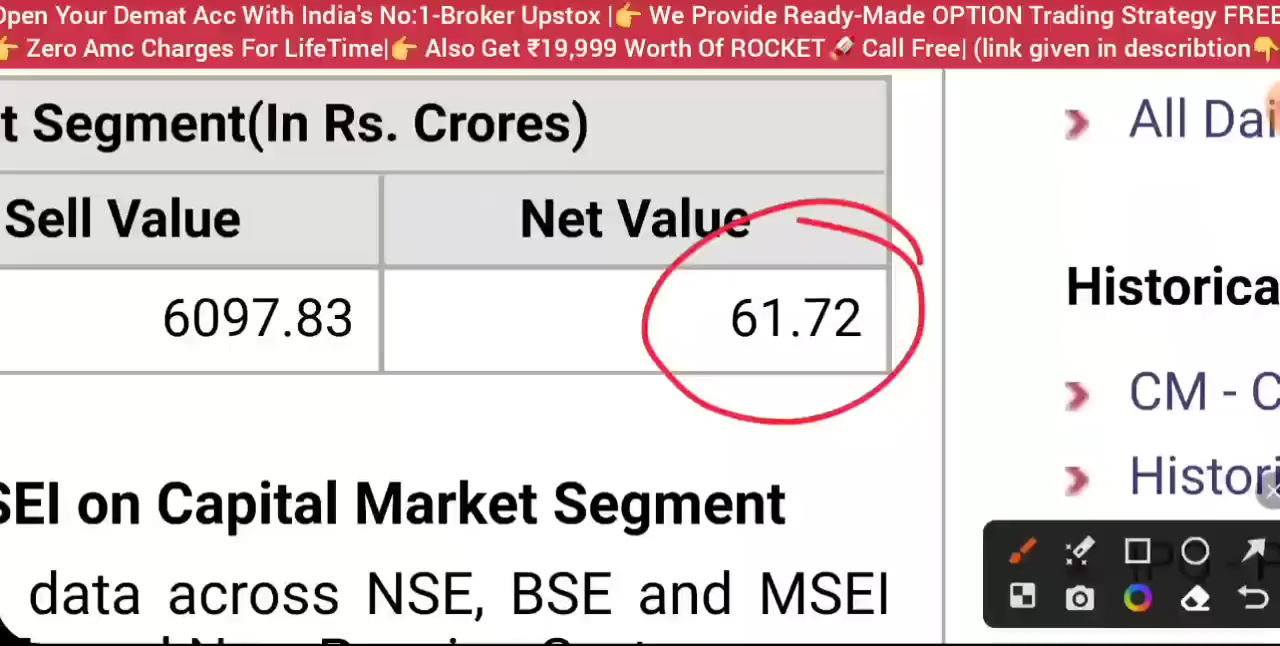 Open Your Demat Acc With India's No:1-Broker Upstox |👉 We Provide Ready-Made OPTION Trading Strategy FREE
👉 Zero Amc Charges For LifeTime|👉 Also Get ₹19,999 Worth Of ROCKET🚀 Call Free| (link given in describtion👇
t Segment(In Rs. Crores)
Sell Value Net Value
6097.83 61.72
SEI on Capital Market Segment
data across NSE, BSE and MSEI
All Dai
Historica
CM - C
Histori